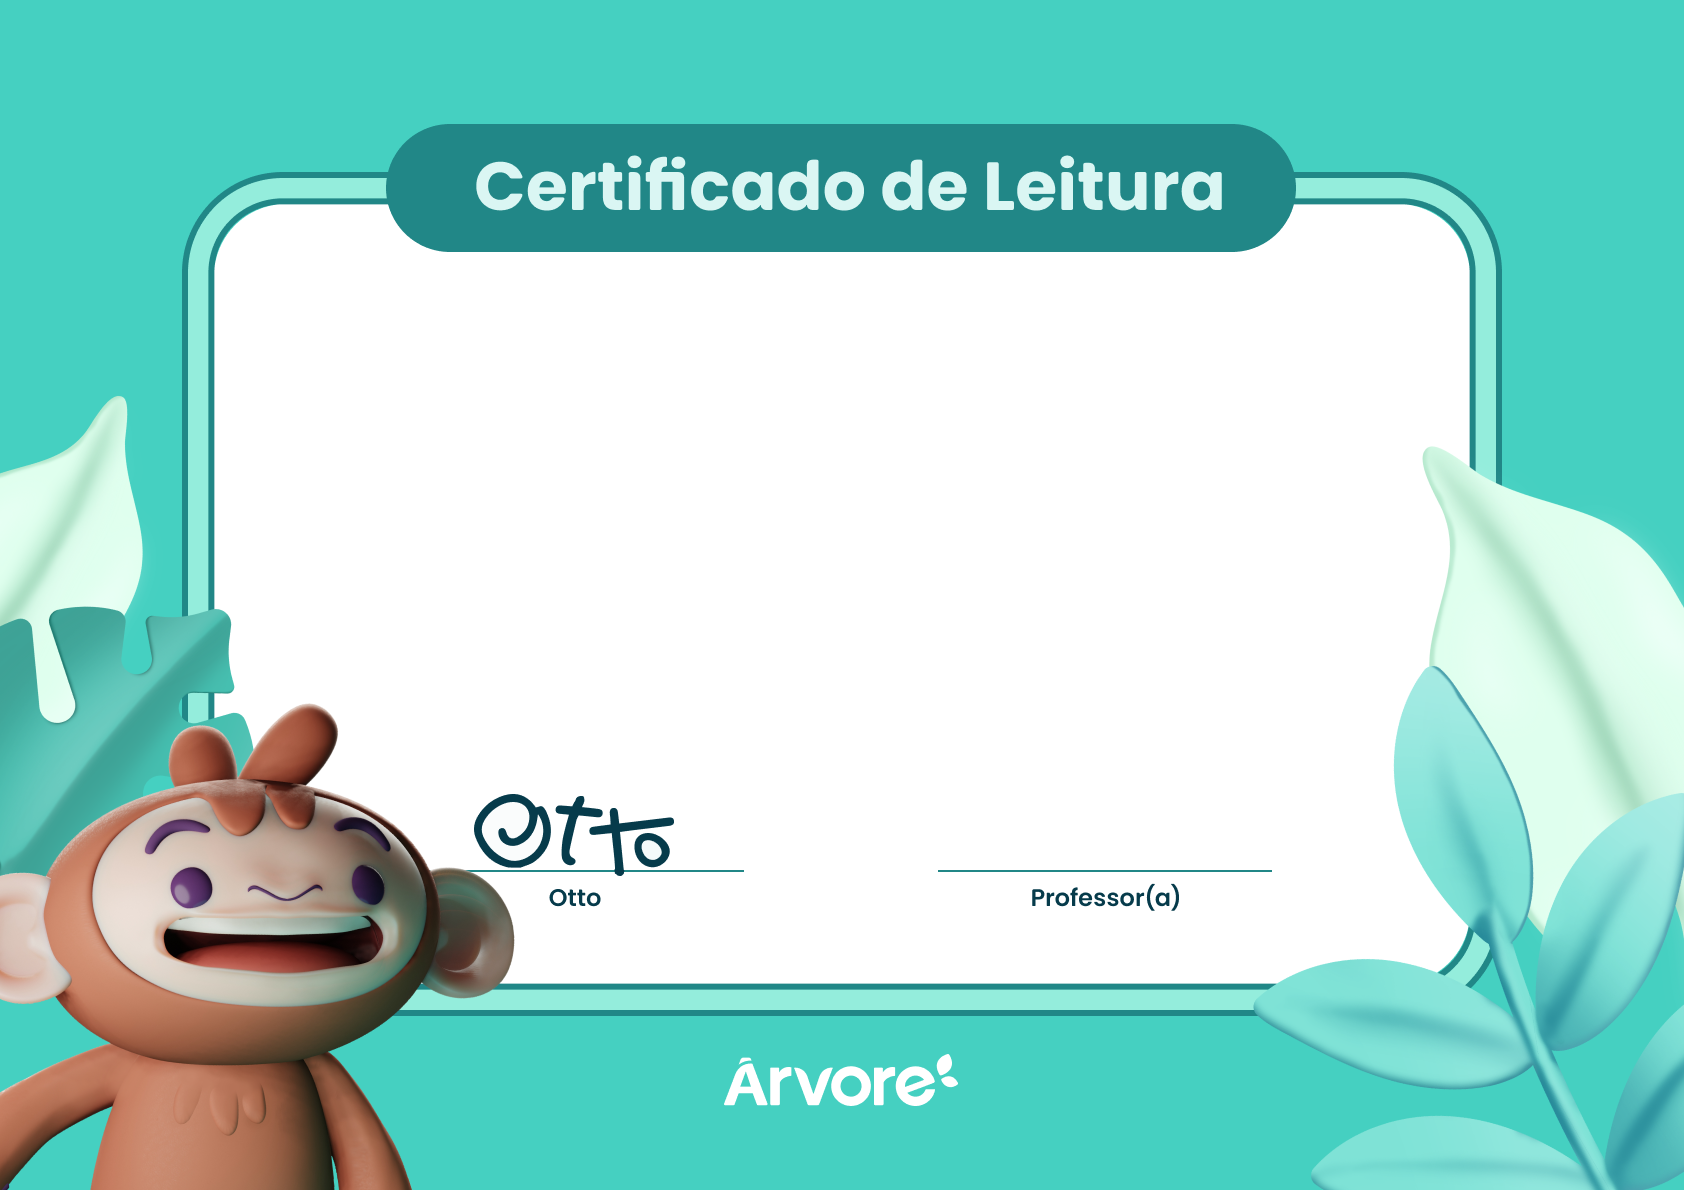 Certificado de Leitura
Otto
Otto
Professor(a)
Árvore